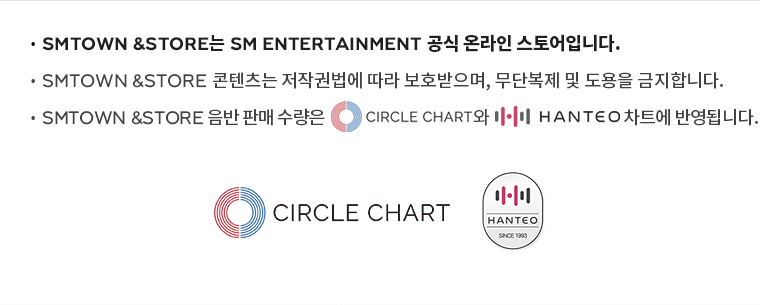 · SMTOWN &STORE는 SM ENTERTAINMENT 공식 온라인 스토어입니다.
· SMTOWN &STORE 콘텐츠는 저작권법에 따라 보호받으며, 무단복제 및 도용을 금지합니다.
· SMTOWN &STORE 음반 판매 수량은 CIRCLE CHART와 HANTEO 차트에 반영됩니다.
CIRCLE CHART
HANTEO
SINCE 1993